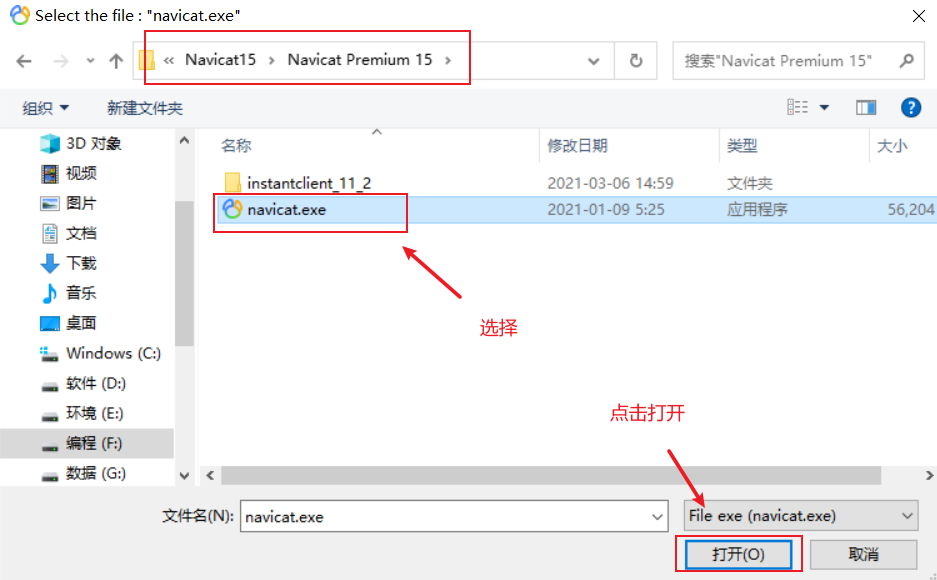 Select the file : "navicat.exe"
« Navicat15 › Navicat Premium 15 ›
搜索"Navicat Premium 15"
组织
新建文件夹
3D 对象
视频
图片
文档
下载
音乐
桌面
Windows (C:)
软件 (D:)
环境 (E:)
编程 (F:)
数据 (G:)
名称 修改日期 类型 大小
instantclient_11_2 2021-03-06 14:59 文件夹
navicat.exe 2021-01-09 5:25 应用程序 56,204
选择
点击打开
文件名(N): navicat.exe
File exe (navicat.exe)
打开(O)
取消